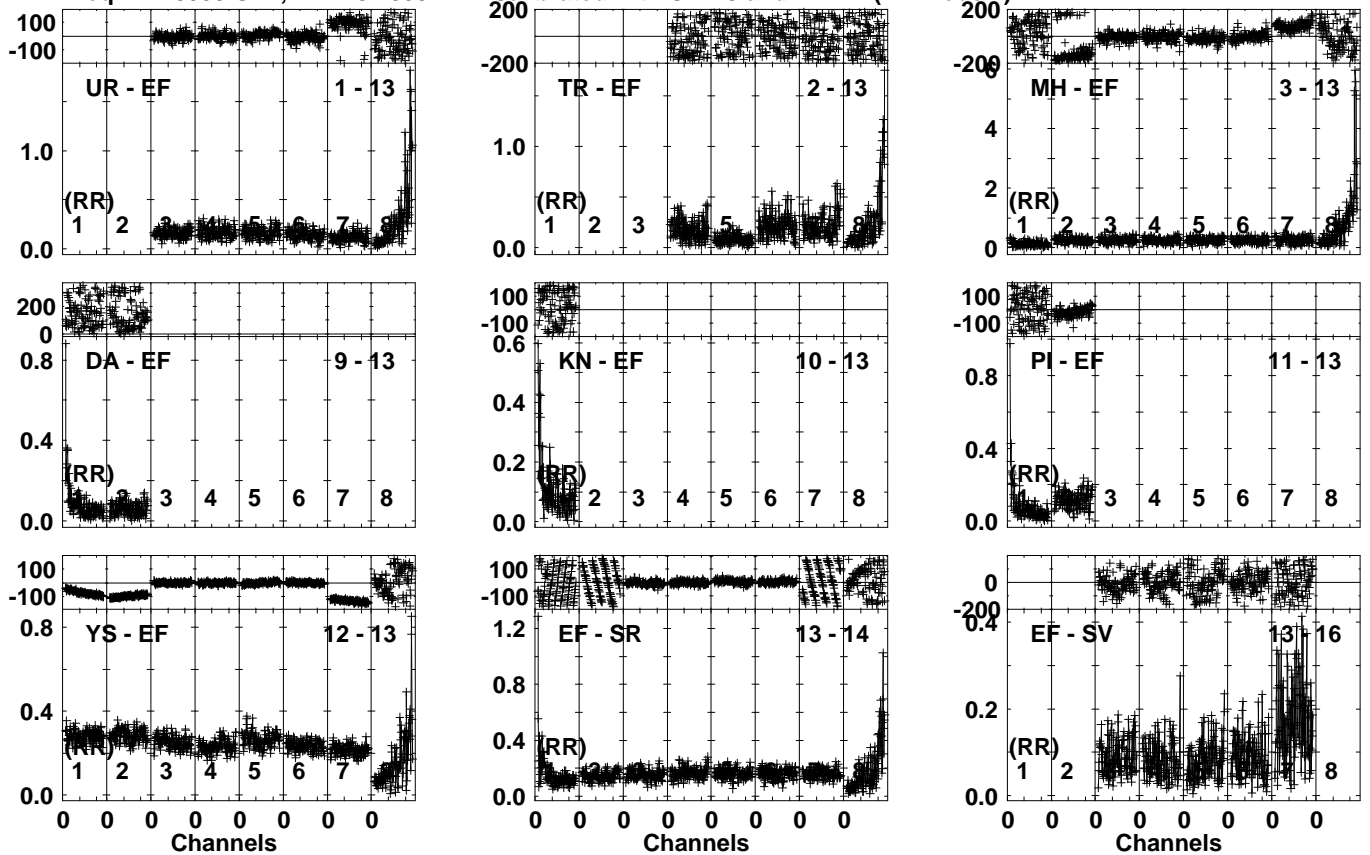 100
-100
UR - EF 1 - 13
1.0
0.0
(RR)
1 2 3 4 5 6 7 8
200
-200
TR - EF 2 - 13
1.0
0.0
(RR)
1 2 3 5
200
-200
MH - EF 3 - 13
6
4
2
0
(RR)
1 2 3 4 5 6 7 8
200
0
DA - EF 9 - 13
0.8
0.4
0.0
(RR)
3 4 5 6 7 8
100
-100
KN - EF 10 - 13
0.6
0.4
0.2
0.0
(RR)
2 3 4 5 6 7 8
100
-100
PI - EF 11 - 13
0.8
0.4
0.0
(RR)
1 3 4 5 6 7 8
100
-100
YS - EF 12 - 13
0.8
0.4
0.0
(RR)
1 2 3 4 5 6 7
0 0 0 0 0 0 0 0
Channels
100
-100
EF - SR 13 - 14
1.2
0.8
0.4
0.0
(RR)
0 0 0 0 0 0 0 0
Channels
0
-200
EF - SV 13 - 16
0.4
0.2
0.0
(RR)
1 2 8
0 0 0 0 0 0 0 0
Channels